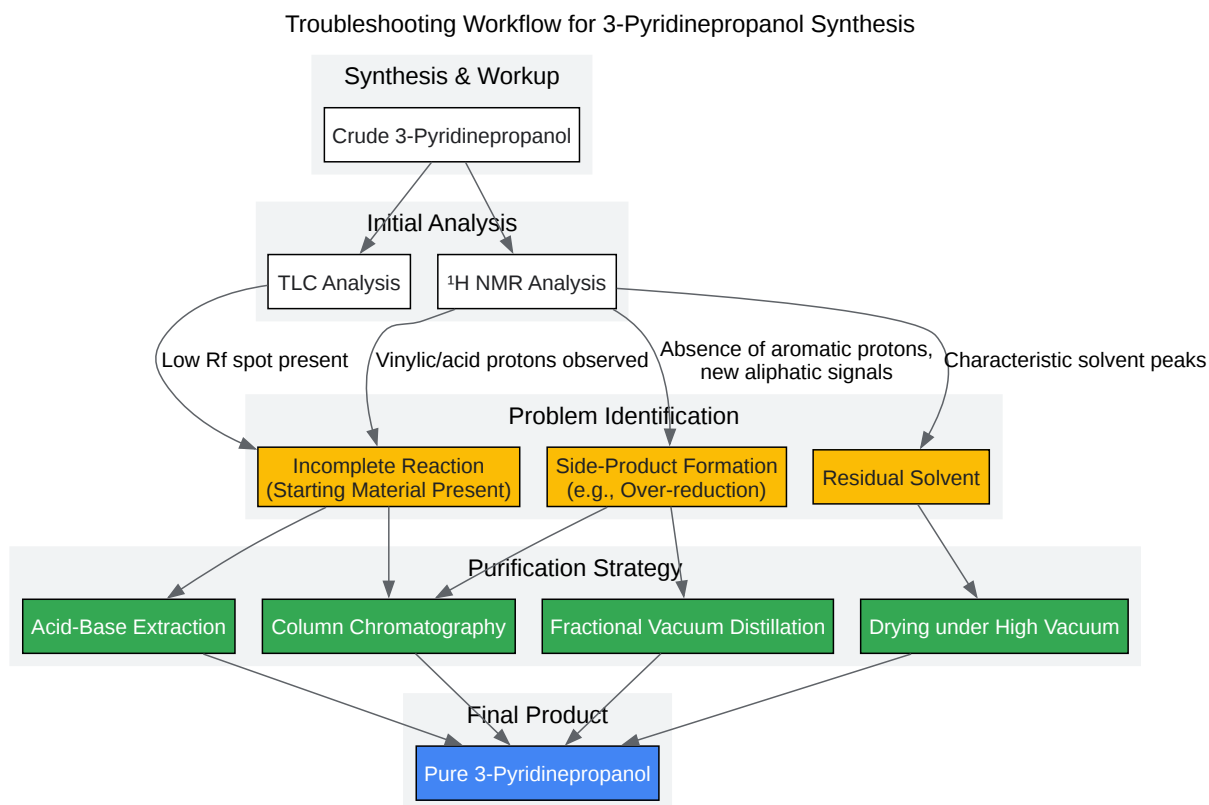 Troubleshooting Workflow for 3-Pyridinepropanol Synthesis
Synthesis & Workup
Crude 3-Pyridinepropanol
Initial Analysis
TLC Analysis
¹H NMR Analysis
Low Rf spot present
Vinylic/acid protons observed
Absence of aromatic protons,
new aliphatic signals
Characteristic solvent peaks
Problem Identification
Incomplete Reaction
(Starting Material Present)
Side-Product Formation
(e.g., Over-reduction)
Residual Solvent
Purification Strategy
Acid-Base Extraction
Column Chromatography
Fractional Vacuum Distillation
Drying under High Vacuum
Final Product
Pure 3-Pyridinepropanol